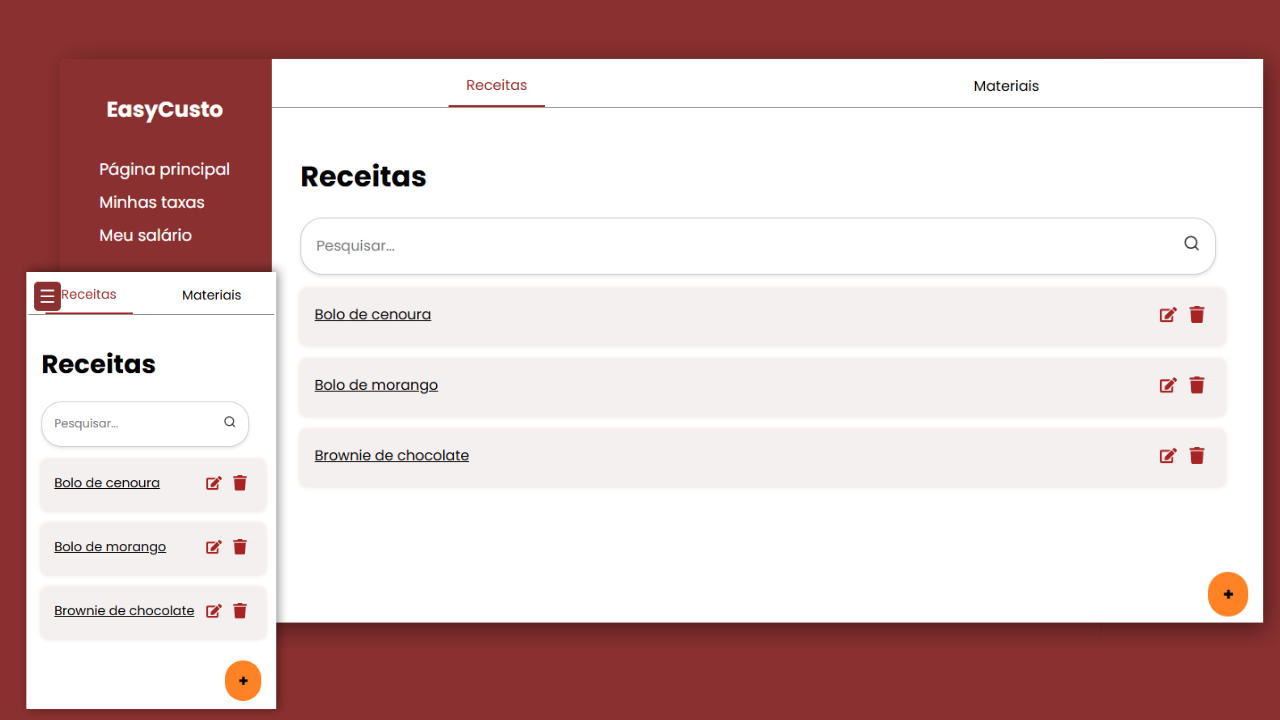 EasyCusto
Página principal
Minhas taxas
Meu salário
Receitas
Materiais
Receitas
Pesquisar...
Bolo de cenoura
Bolo de morango
Brownie de chocolate
+
Receitas
Materiais
Receitas
Pesquisar...
Bolo de cenoura
Bolo de morango
Brownie de chocolate
+